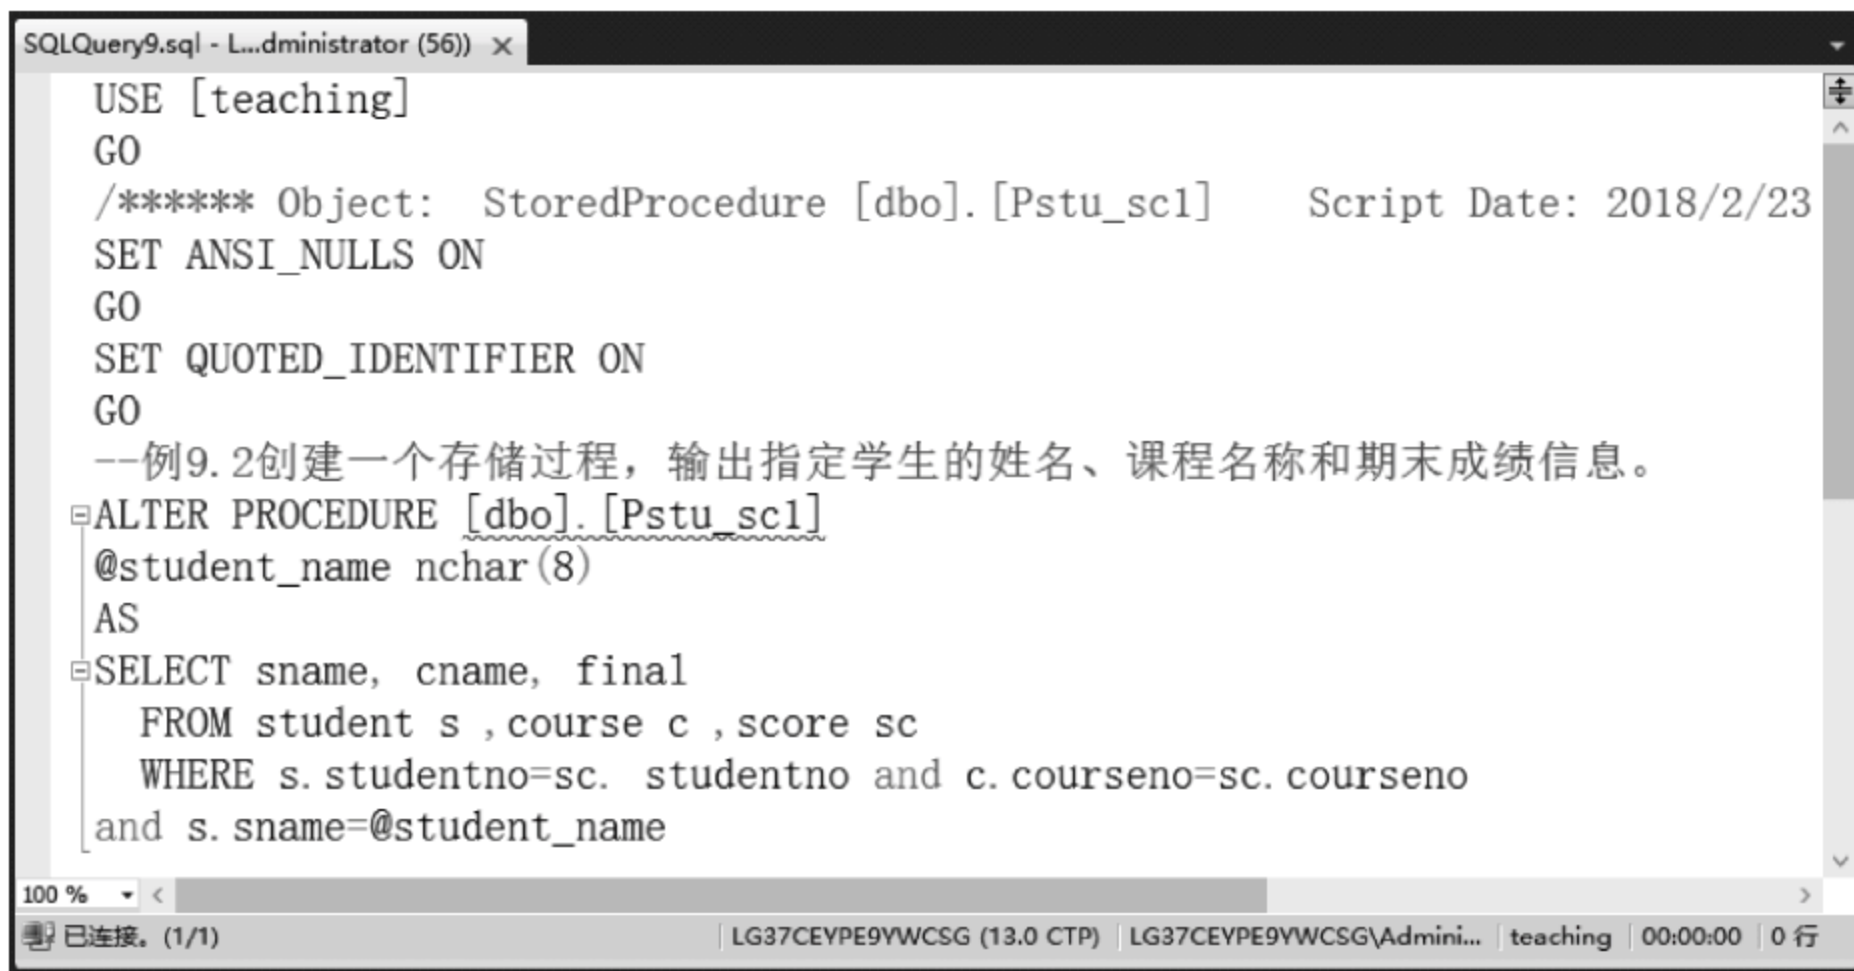 SQLQuery9.sql - L...dministrator (56))
USE [teaching]
GO
/****** Object:  StoredProcedure [dbo].[Pstu_sc1]    Script Date: 2018/2/23
SET ANSI_NULLS ON
GO
SET QUOTED_IDENTIFIER ON
GO
--例9.2创建一个存储过程，输出指定学生的姓名、课程名称和期末成绩信息。
ALTER PROCEDURE [dbo].[Pstu_sc1]
@student_name nchar(8)
AS
SELECT sname, cname, final
FROM student s ,course c ,score sc
WHERE s.studentno=sc. studentno and c.courseno=sc.courseno
and s.sname=@student_name
100 %
已连接。(1/1) LG37CEYPE9YWCSG (13.0 CTP) LG37CEYPE9YWCSG\Admini... teaching 00:00:00 0 行